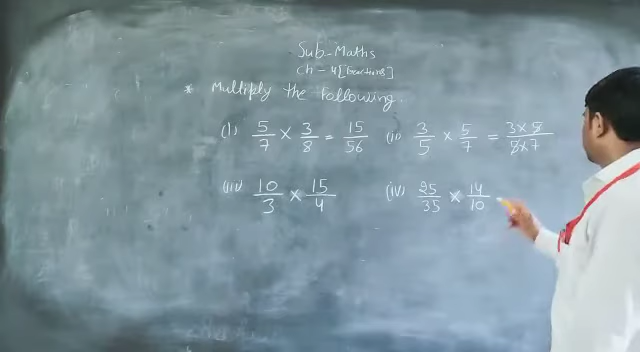 Sub-Maths
Ch-4[fractions]
* Multiply the following.
(i) 5/7 × 3/8 = 15/56 (ii) 3/5 × 5/7 = 3×5/5×7
(iii) 10/3 × 15/4 (iv) 25/35 × 14/10